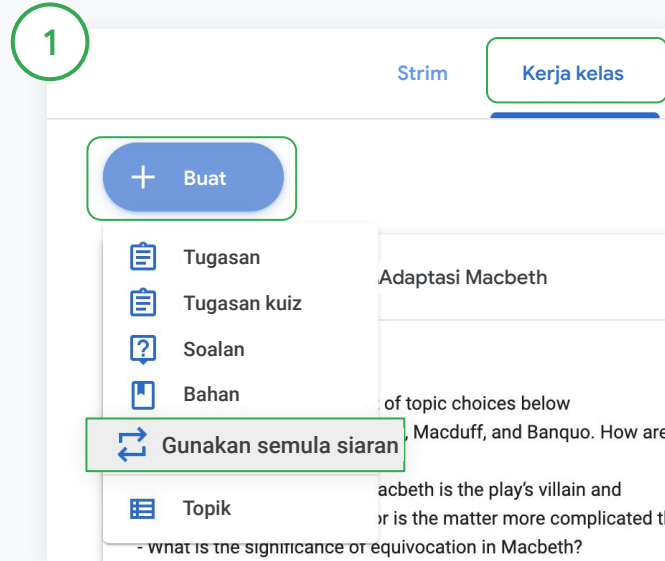 1
Strim
Kerja kelas
Buat
Tugasan
Adaptasi Macbeth
Tugasan kuiz
Soalan
Bahan
of topic choices below
Gunakan semula siaran
, Macduff, and Banquo. How are
acbeth is the play's villain and
Topik
or is the matter more complicated
- What is the significance of equivocation in Macbeth?